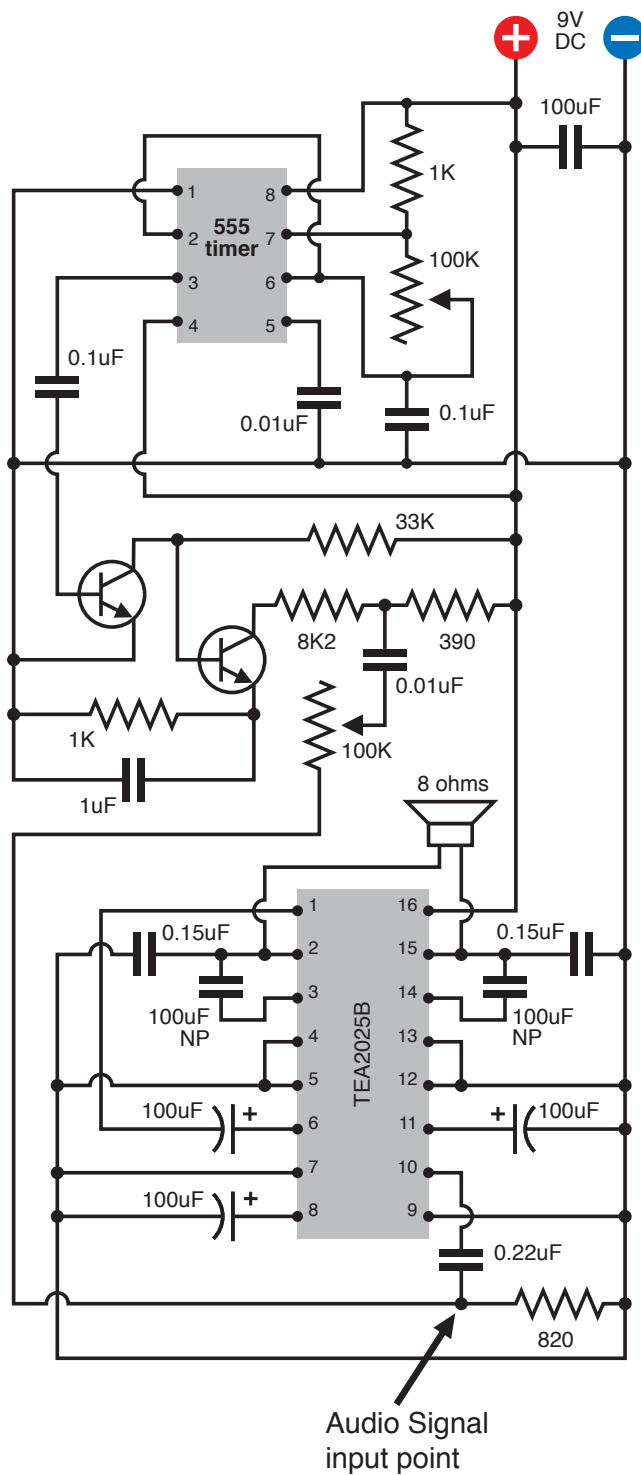 9V
DC
100uF
1K
1
8
555
timer
2
7
100K
3
6
4
5
0.1uF
0.01uF
0.1uF
33K
8K2
390
0.01uF
1K
100K
1uF
8 ohms
1
16
0.15uF
0.15uF
2
15
3
14
100uF
NP
100uF
NP
4
13
TEA2025B
5
12
100uF
+
6
11
+
100uF
7
10
100uF
+
8
9
0.22uF
820
Audio Signal
input point